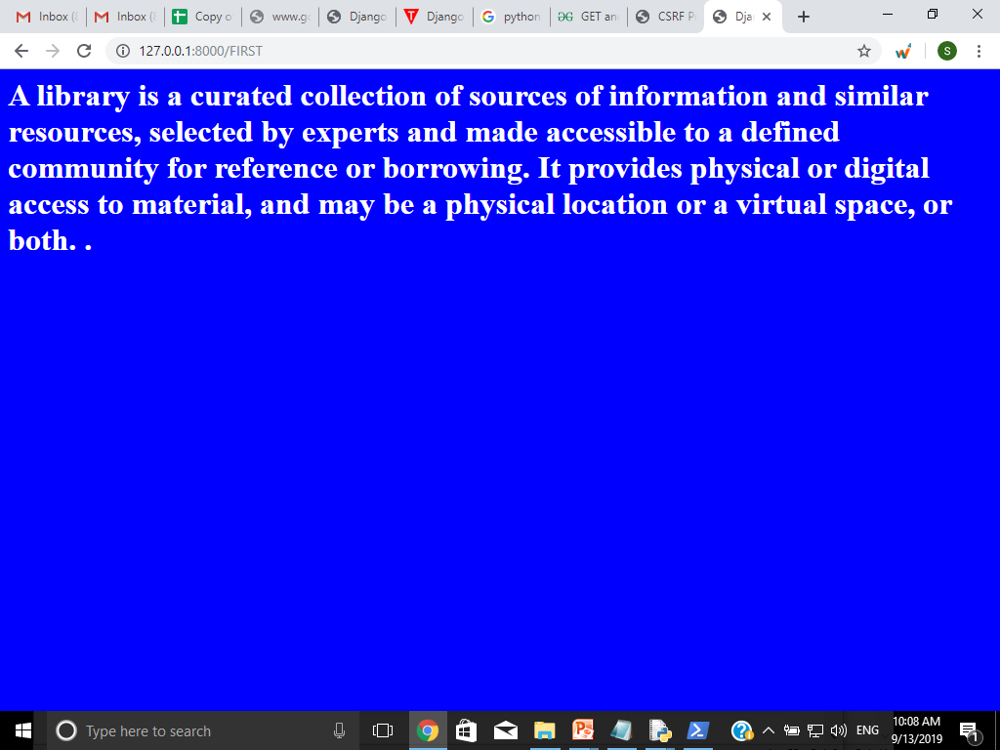 Inbox (
Inbox (
Copy o
www.g
Django
Django
python
GET an
CSRF P
Dja
127.0.0.1:8000/FIRST
S
A library is a curated collection of sources of information and similar
resources, selected by experts and made accessible to a defined
community for reference or borrowing. It provides physical or digital
access to material, and may be a physical location or a virtual space, or
both. .
Type here to search
ENG
10:08 AM
9/13/2019
1